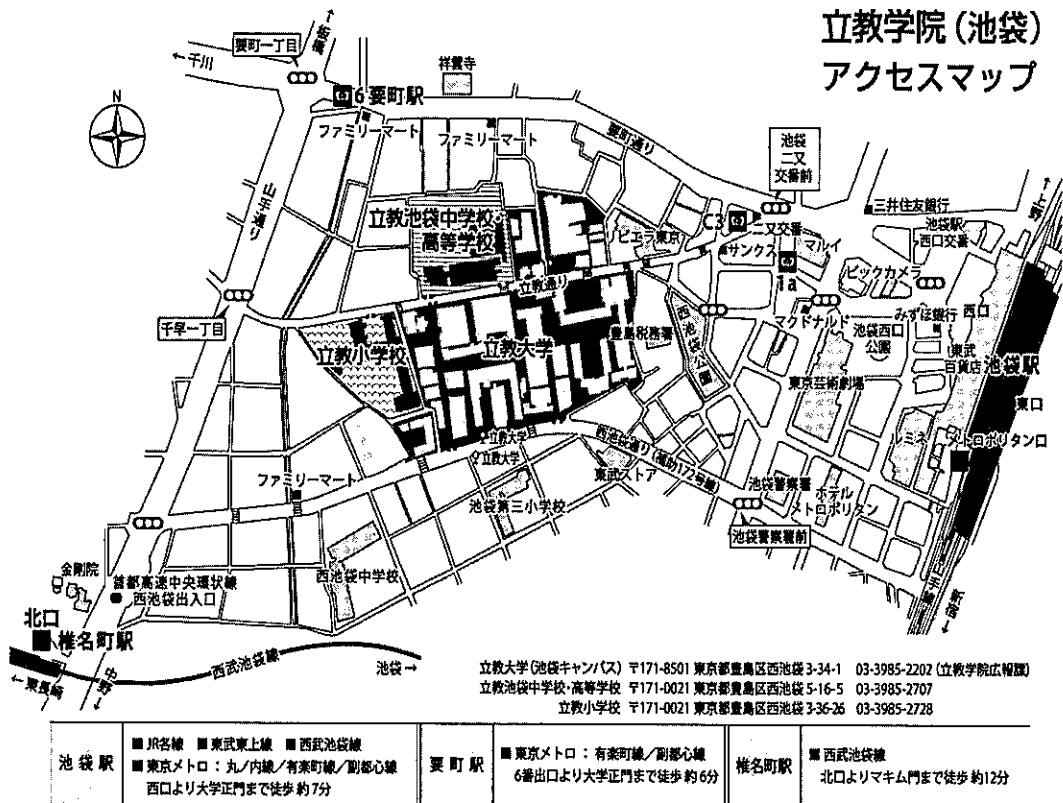 立教学院(池袋)
アクセスマップ
N
要町一丁目
↑板橋
←千川
6 要町駅
祥雲寺
ファミリーマート
ファミリーマート
要町通り
池袋
二又
交番前
山手通り
立教池袋中学校・
高等学校
C3
二又交番
三井住友銀行
池袋駅
西口交番
→上野
ノビエラ東京
サンクス
マルイ
1a
ビックカメラ
立教通り
千早一丁目
マクドナルド
みずほ銀行
西口
立教小学校
立教大学
豊島税務署
西池袋公園
池袋西口
公園
東武
百貨店
池袋駅
東京芸術劇場
東口
ルミネ
メトロポリタン口
立教大学
立教大学
西池袋通り(補助172号線)
ファミリーマート
東武ストア
池袋警察署
ホテル
メトロポリタン
池袋第三小学校
池袋警察署前
西池袋中学校
山手線
新宿→
金剛院
首都高速中央環状線
西池袋出入口
北口
椎名町駅
西武池袋線
池袋→
←東長崎
中野→
立教大学(池袋キャンパス) 〒171-8501 東京都豊島区西池袋 3-34-1 03-3985-2202 (立教学院広報課)
立教池袋中学校・高等学校 〒171-0021 東京都豊島区西池袋 5-16-5 03-3985-2707
立教小学校 〒171-0021 東京都豊島区西池袋 3-36-26 03-3985-2728
池袋駅
■ JR各線 ■ 東武東上線 ■ 西武池袋線
■ 東京メトロ:丸ノ内線/有楽町線/副都心線
西口より大学正門まで徒歩 約7分
要町駅
■ 東京メトロ:有楽町線/副都心線
6番出口より大学正門まで徒歩 約6分
椎名町駅
■ 西武池袋線
北口よりマキム門まで徒歩 約12分